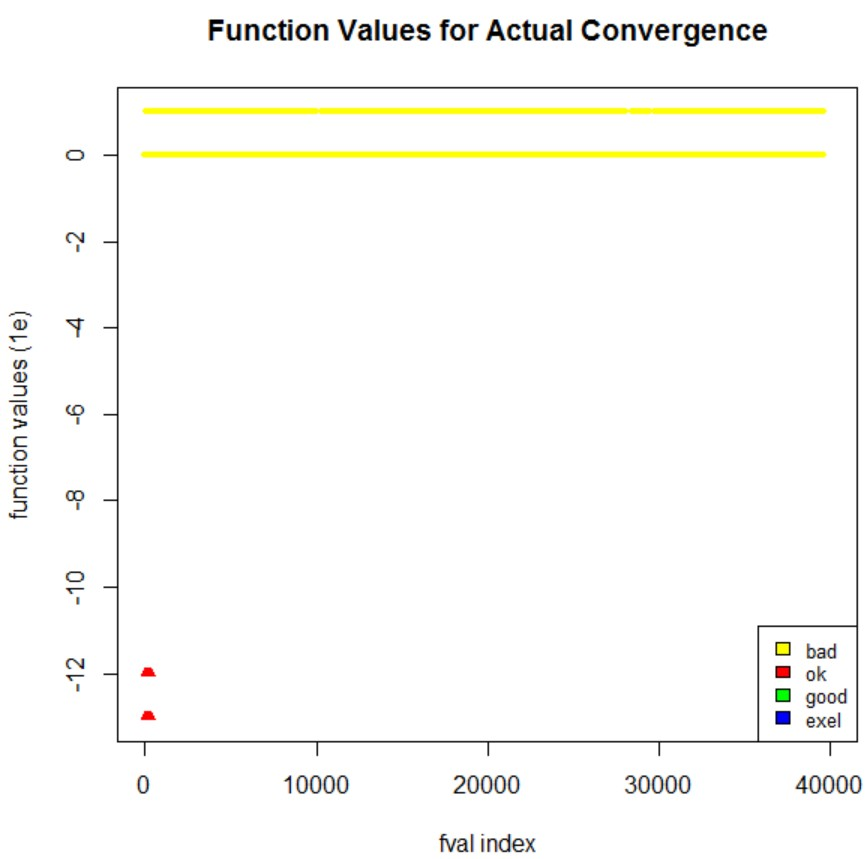 Function Values for Actual Convergence
function values (1e)
0
-2
-4
-6
-8
-10
-12
bad
ok
good
exel
0 10000 20000 30000 40000
fval index